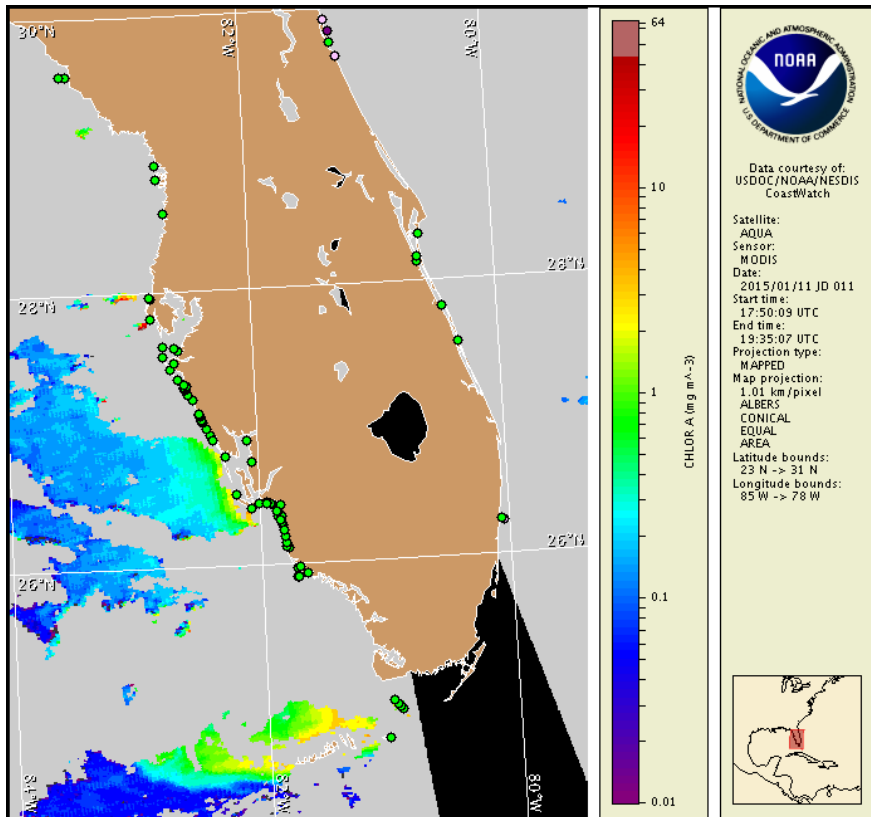 30°N
82°W
80°W
28°N
28°N
26°N
26°N
84°W
82°W
80°W
64
10
1
0.1
0.01
CHLOR A (mg m^-3)
NATIONAL OCEANIC AND ATMOSPHERIC ADMINISTRATION
NOAA
U.S. DEPARTMENT OF COMMERCE
Data courtesy of:
USDOC/NOAA/NESDIS
CoastWatch
Satellite:
AQUA
Sensor:
MODIS
Date:
2015/01/11 JD 011
Start time:
17:50:09 UTC
End time:
19:35:07 UTC
Projection type:
MAPPED
Map projection:
1.01 km/pixel
ALBERS
CONICAL
EQUAL
AREA
Latitude bounds:
23 N -> 31 N
Longitude bounds:
85 W -> 78 W